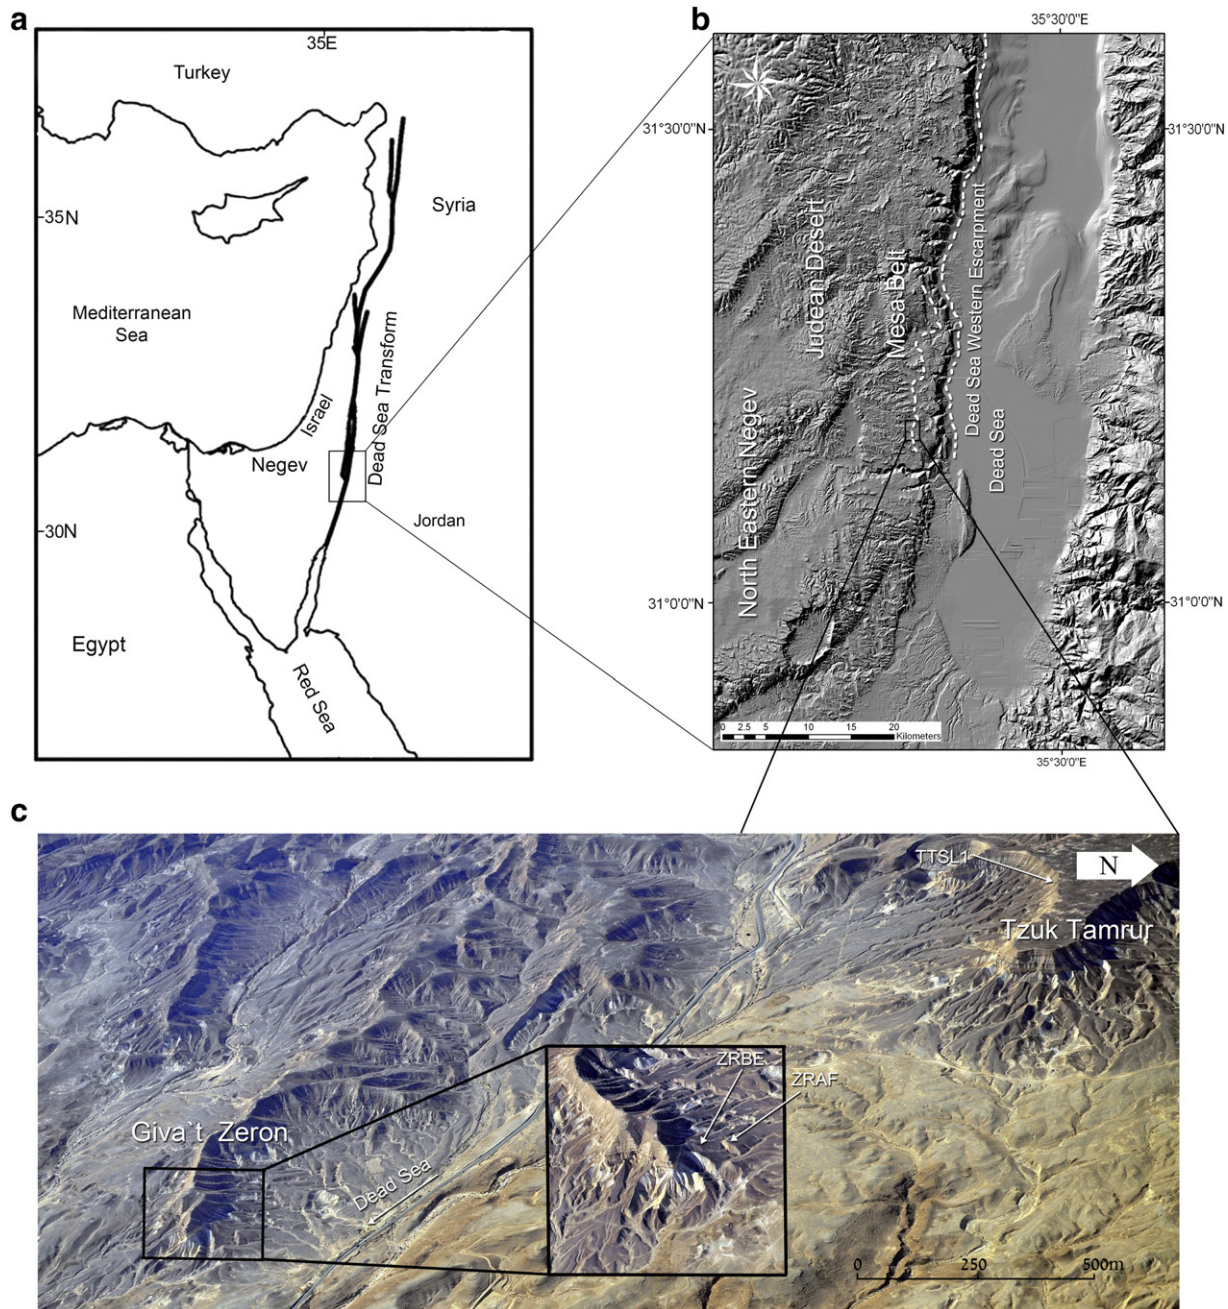 a
35E
Turkey
35N
Syria
Mediterranean
Sea
Israel
Dead Sea Transform
Negev
30N
Jordan
Egypt
Red Sea
b
35°30'0"E
31°30'0"N
31°30'0"N
Judean Desert
Mesa Belt
Dead Sea Western Escarpment
Dead Sea
North Eastern Negev
31°0'0"N
31°0'0"N
0 2.5 5 10 15 20
Kilometers
35°30'0"E
c
TTSL1
N
Tzuk Tamrur
ZRBE
ZRAF
Giva`t Zeron
Dead Sea
0 250 500m